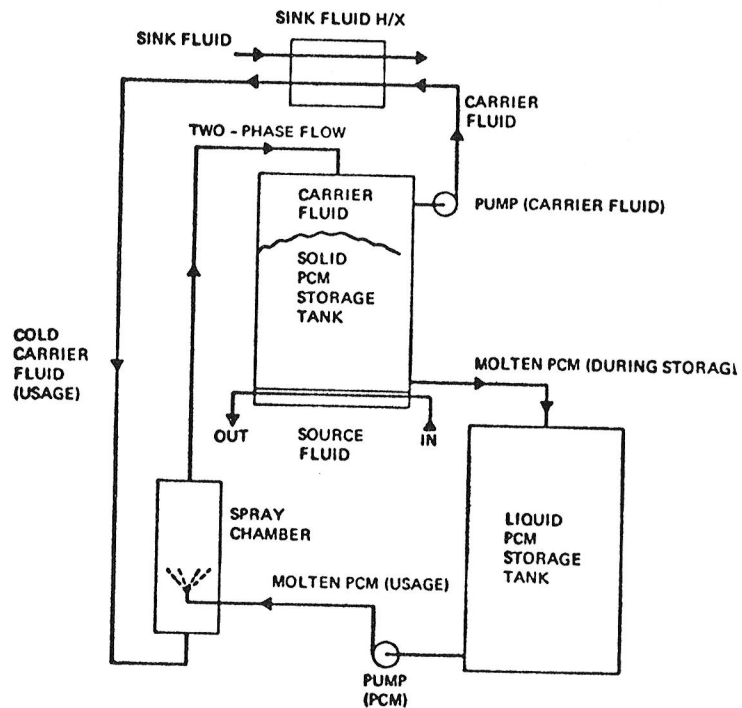 SINK FLUID H/X
SINK FLUID
CARRIER
FLUID
TWO - PHASE FLOW
CARRIER
FLUID
PUMP (CARRIER FLUID)
SOLID
PCM
STORAGE
TANK
COLD
CARRIER
FLUID
(USAGE)
MOLTEN PCM (DURING STORAG
OUT
SOURCE
FLUID
IN
SPRAY
CHAMBER
LIQUID
PCM
STORAGE
TANK
MOLTEN PCM (USAGE)
PUMP
(PCM)